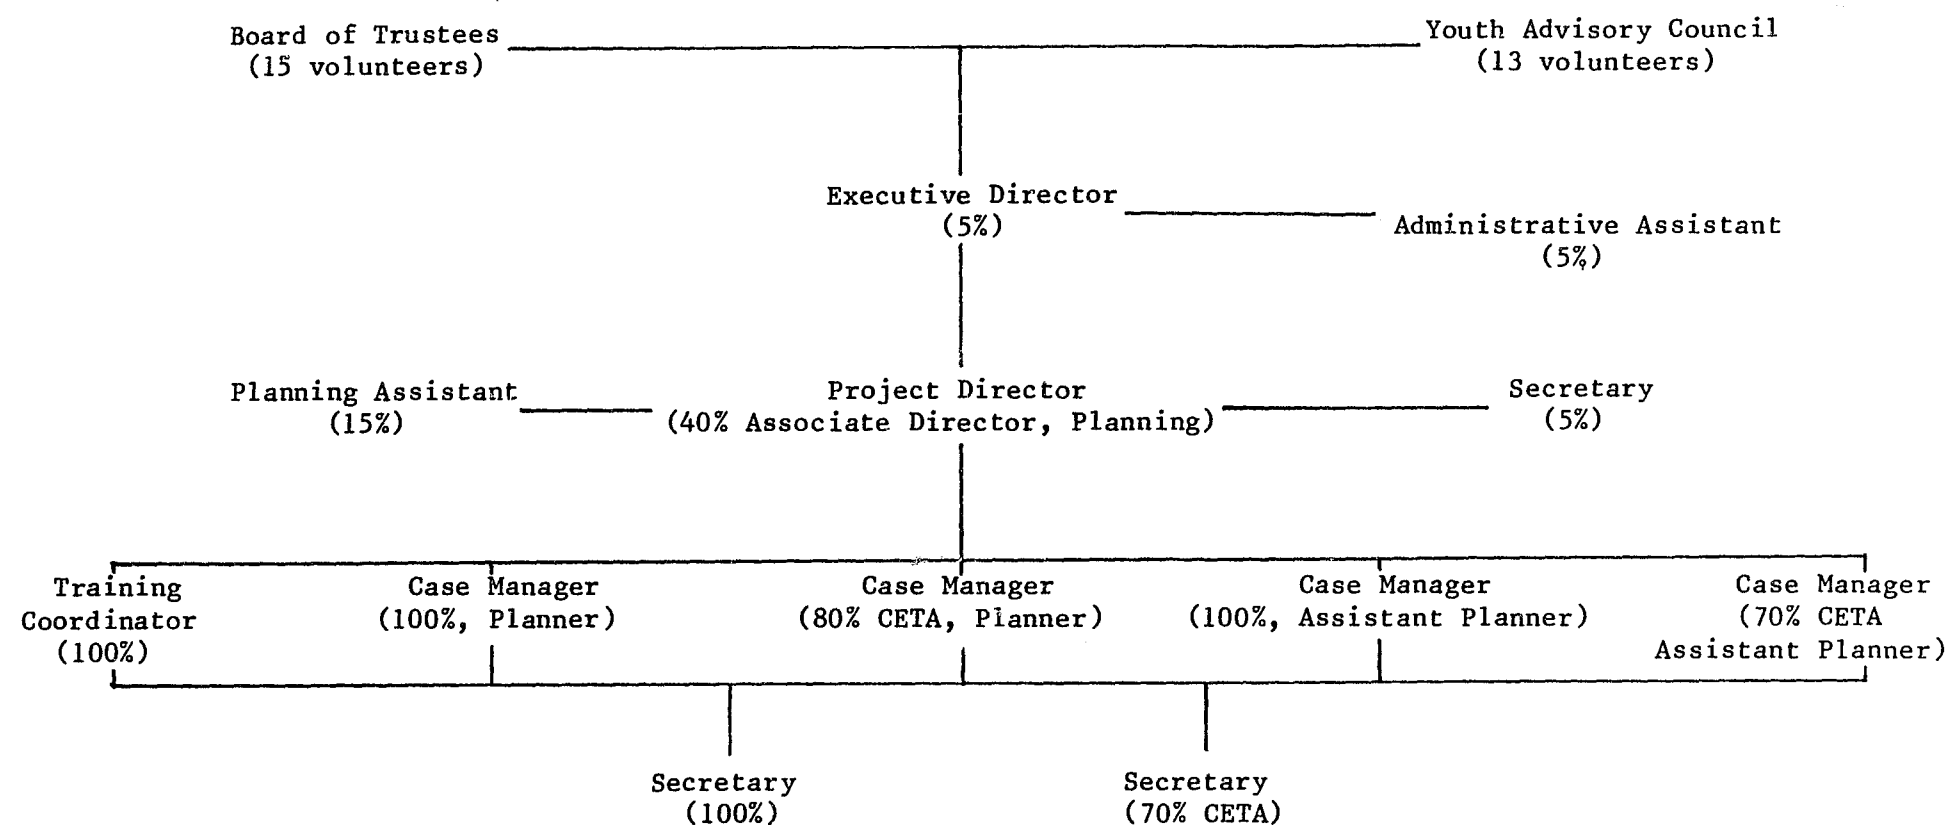 Board of Trustees
(15 volunteers)
Youth Advisory Council
(13 volunteers)
Executive Director
(5%)
Administrative Assistant
(5%)
Planning Assistant
(15%)
Project Director
(40% Associate Director, Planning)
Secretary
(5%)
Training
Coordinator
(100%)
Case Manager
(100%, Planner)
Case Manager
(80% CETA, Planner)
Case Manager
(100%, Assistant Planner)
Case Manager
(70% CETA
Assistant Planner)
Secretary
(100%)
Secretary
(70% CETA)